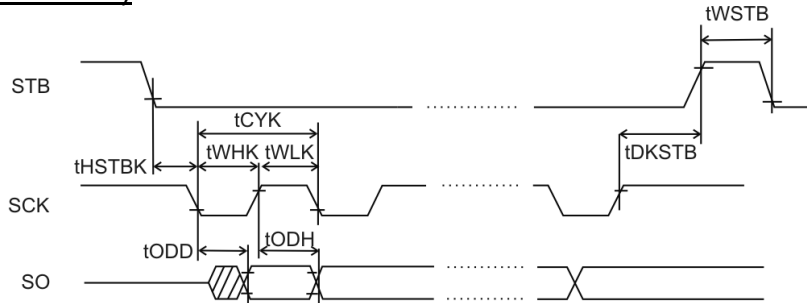 tWSTB
STB
tCYK
tHSTBK
tWHK
tWLK
tDKSTB
SCK
tODD
tODH
SO